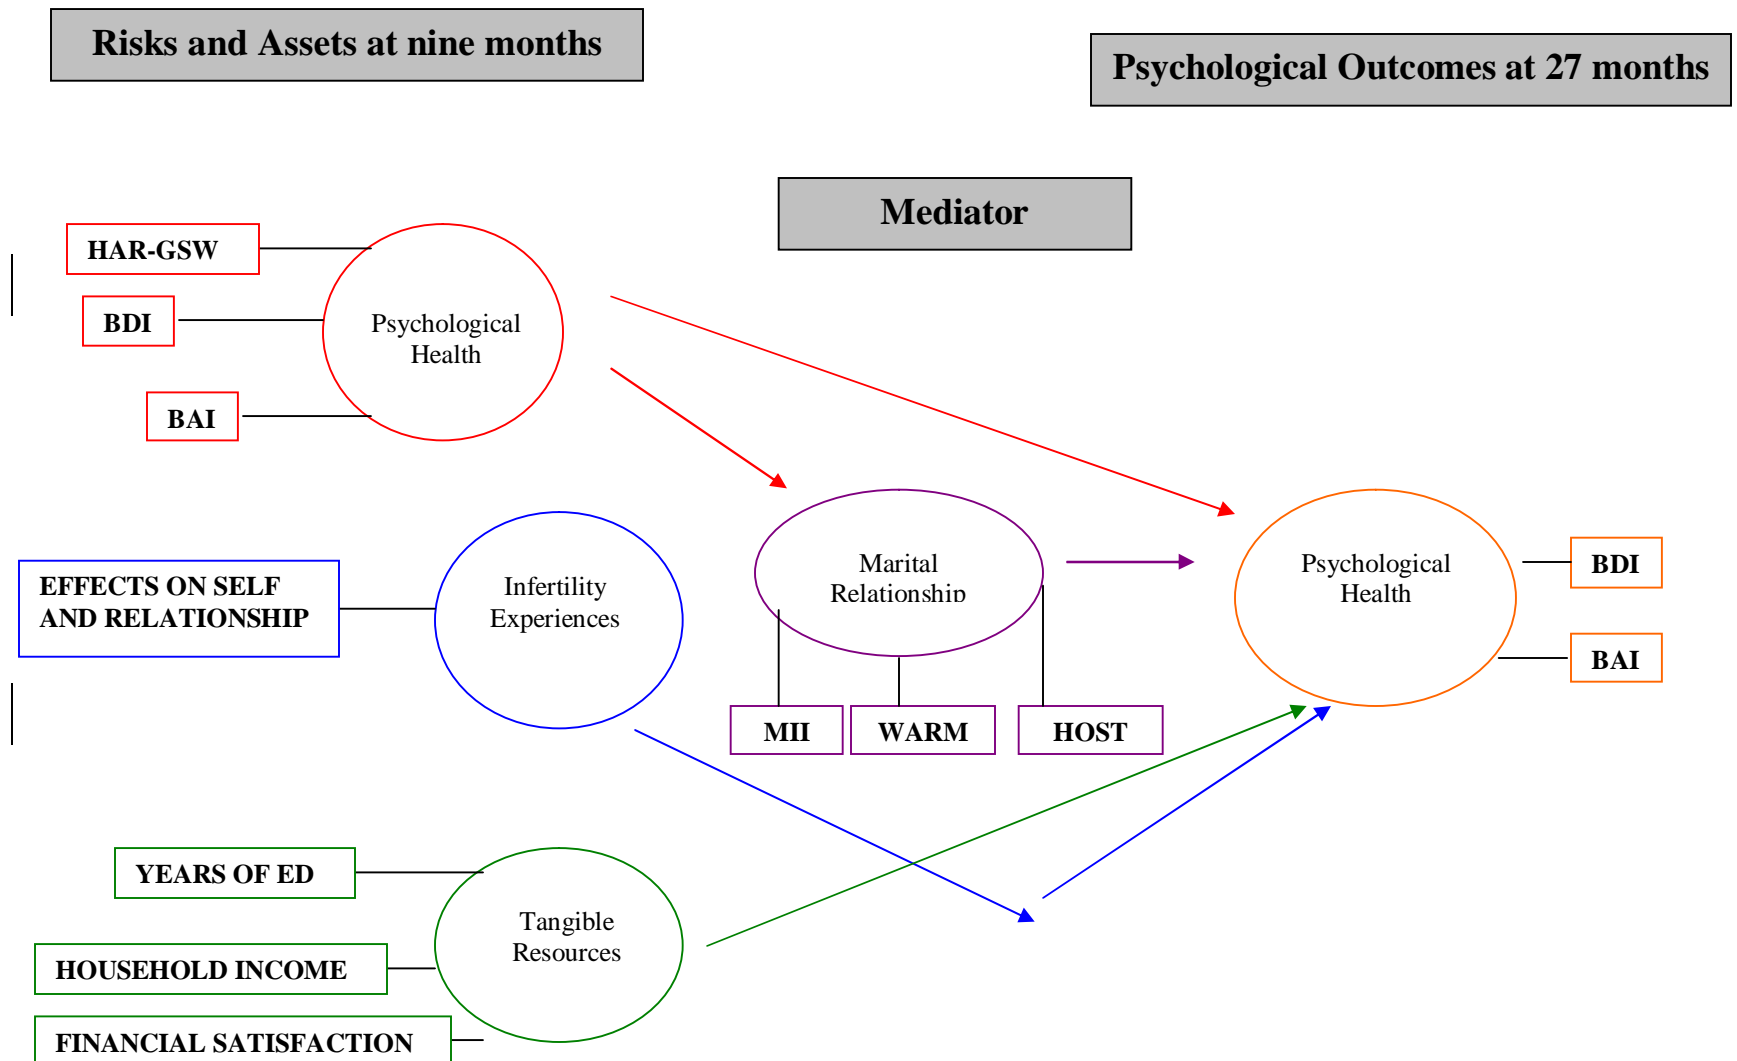 Risks and Assets at nine months
Psychological Outcomes at 27 months
Mediator
HAR-GSW
BDI
BAI
Psychological
Health
EFFECTS ON SELF
AND RELATIONSHIP
Infertility
Experiences
Marital
Relationship
MII
WARM
HOST
Psychological
Health
BDI
BAI
YEARS OF ED
HOUSEHOLD INCOME
FINANCIAL SATISFACTION
Tangible
Resources